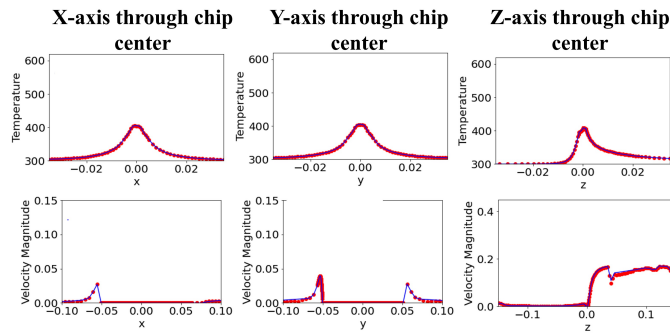 X-axis through chip
center
Y-axis through chip
center
Z-axis through chip
center
Temperature
600
500
400
300
−0.02
0.00
0.02
x
Temperature
600
500
400
300
−0.02
0.00
0.02
y
Temperature
600
500
400
300
−0.02
0.00
0.02
z
Velocity Magnitude
0.15
0.10
0.05
0.00
−0.10
−0.05
0.00
0.05
0.10
x
Velocity Magnitude
0.15
0.10
0.05
0.00
−0.10
−0.05
0.00
0.05
0.10
y
Velocity Magnitude
0.4
0.2
0.0
−0.1
0.0
0.1
z